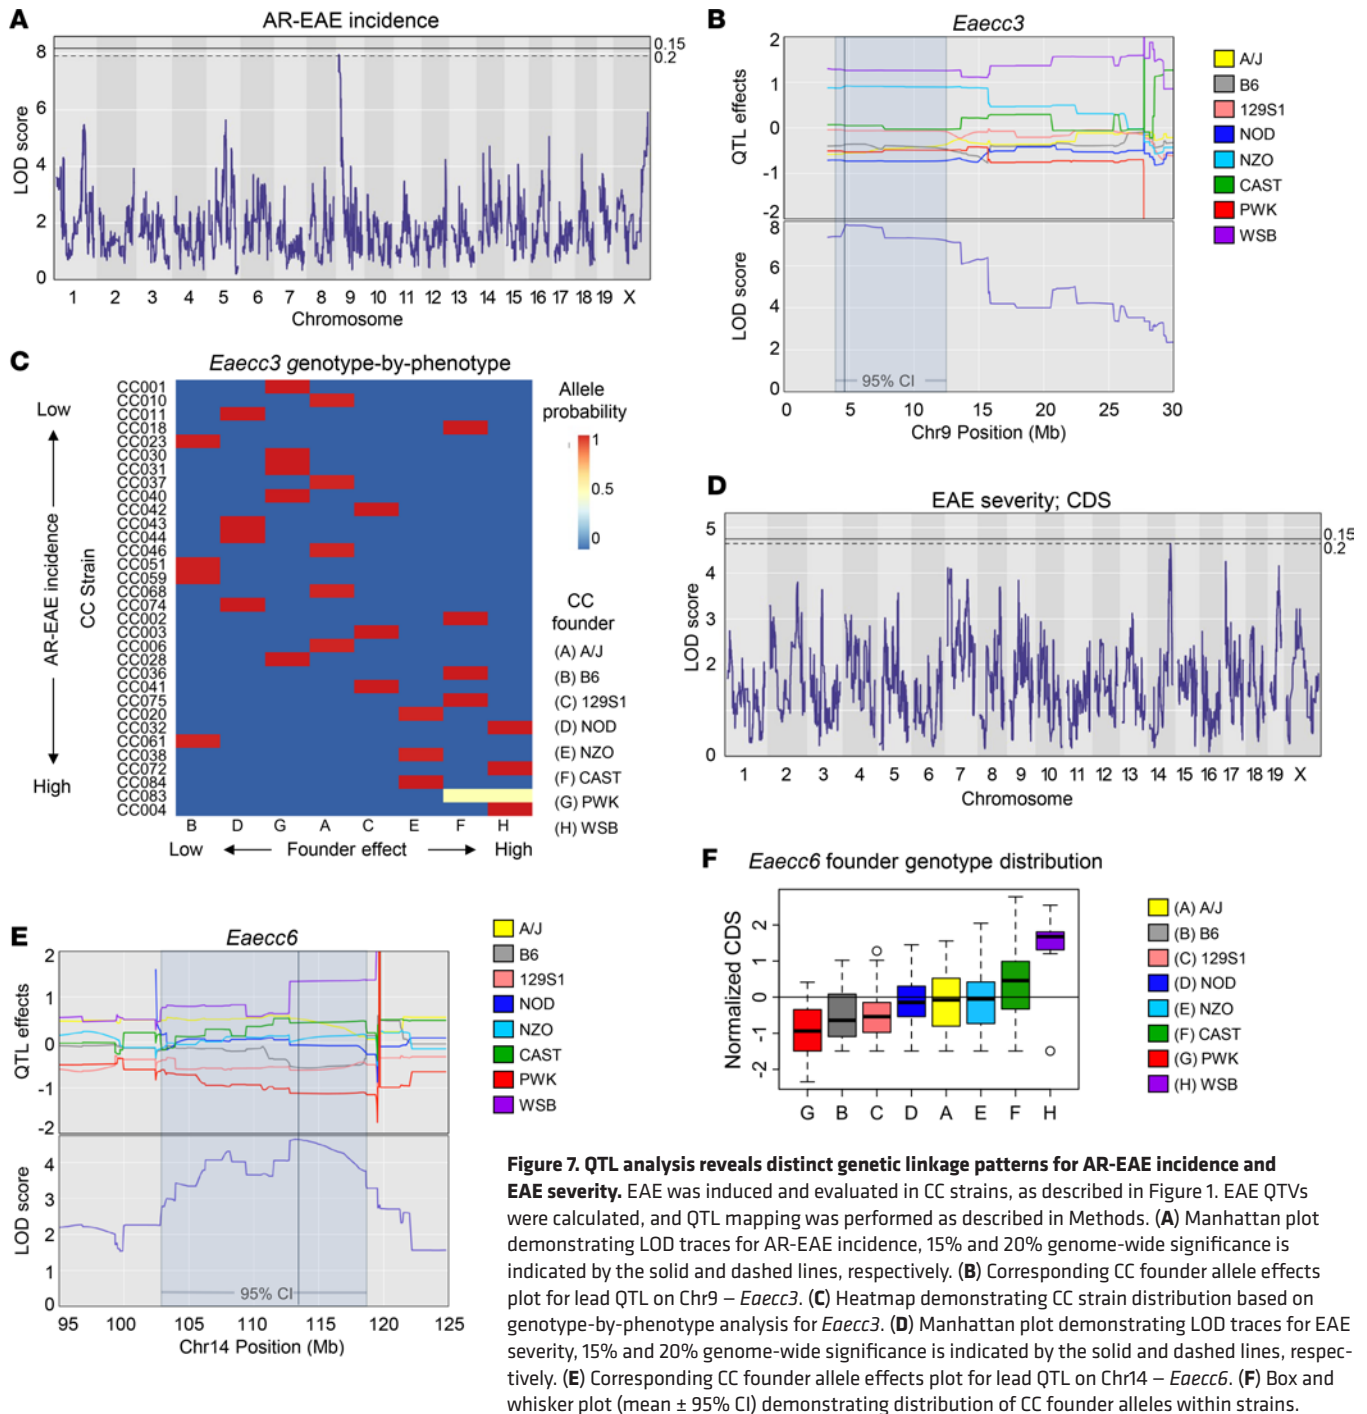 A
AR-EAE incidence
0.15
0.2
8
6
4
2
0
LOD score
1 2 3 4 5 6 7 8 9 10 11 12 13 14 15 16 17 18 19 X
Chromosome
B
Eaecc3
2
1
0
-1
-2
QTL effects
8
6
4
2
0
LOD score
95% CI
0 5 10 15 20 25 30
Chr9 Position (Mb)
A/J
B6
129S1
NOD
NZO
CAST
PWK
WSB
C
Eaecc3 genotype-by-phenotype
Low
AR-EAE incidence
High
CC Strain
CC001
CC010
CC011
CC018
CC023
CC030
CC031
CC037
CC040
CC042
CC043
CC044
CC046
CC051
CC059
CC068
CC074
CC002
CC003
CC006
CC028
CC036
CC041
CC075
CC020
CC032
CC061
CC038
CC072
CC084
CC083
CC004
B D G A C E F H
Low Founder effect High
Allele
probability
1
0.5
0
CC
founder
(A) A/J
(B) B6
(C) 129S1
(D) NOD
(E) NZO
(F) CAST
(G) PWK
(H) WSB
D
EAE severity; CDS
0.15
0.2
5
4
3
2
1
0
LOD score
1 2 3 4 5 6 7 8 9 10 11 12 13 14 15 16 17 18 19 X
Chromosome
E
Eaecc6
2
1
0
-1
-2
QTL effects
5
4
3
2
1
0
LOD score
95% CI
95 100 105 110 115 120 125
Chr14 Position (Mb)
A/J
B6
129S1
NOD
NZO
CAST
PWK
WSB
F
Eaecc6 founder genotype distribution
2
1
0
-1
-2
Normalized CDS
G B C D A E F H
(A) A/J
(B) B6
(C) 129S1
(D) NOD
(E) NZO
(F) CAST
(G) PWK
(H) WSB
Figure 7. QTL analysis reveals distinct genetic linkage patterns for AR-EAE incidence and
EAE severity. EAE was induced and evaluated in CC strains, as described in Figure 1. EAE QTVs
were calculated, and QTL mapping was performed as described in Methods. (A) Manhattan plot
demonstrating LOD traces for AR-EAE incidence, 15% and 20% genome-wide significance is
indicated by the solid and dashed lines, respectively. (B) Corresponding CC founder allele effects
plot for lead QTL on Chr9 – Eaecc3. (C) Heatmap demonstrating CC strain distribution based on
genotype-by-phenotype analysis for Eaecc3. (D) Manhattan plot demonstrating LOD traces for EAE
severity, 15% and 20% genome-wide significance is indicated by the solid and dashed lines, respec-
tively. (E) Corresponding CC founder allele effects plot for lead QTL on Chr14 – Eaecc6. (F) Box and
whisker plot (mean ± 95% CI) demonstrating distribution of CC founder alleles within strains.